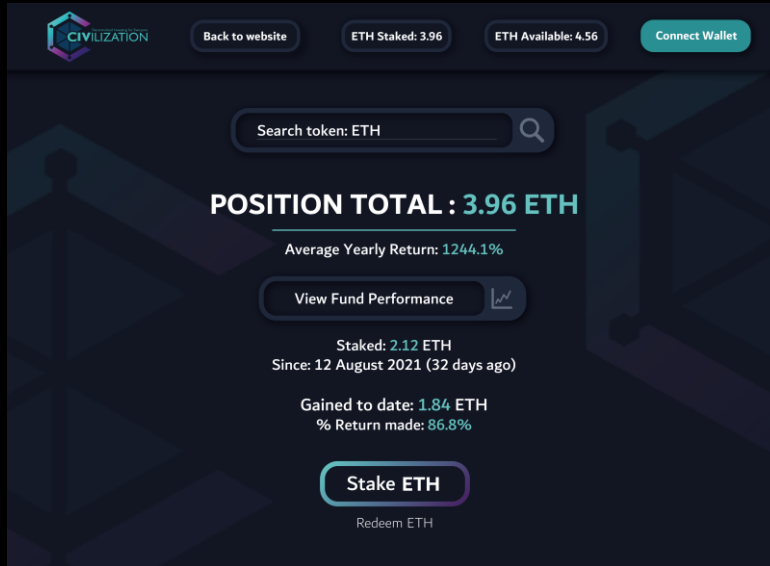 CIVILIZATION
Back to website
ETH Staked: 3.96
ETH Available: 4.56
Connect Wallet
Search token: ETH
POSITION TOTAL : 3.96 ETH
Average Yearly Return: 1244.1%
View Fund Performance
Staked: 2.12 ETH
Since: 12 August 2021 (32 days ago)
Gained to date: 1.84 ETH
% Return made: 86.8%
Stake ETH
Redeem ETH